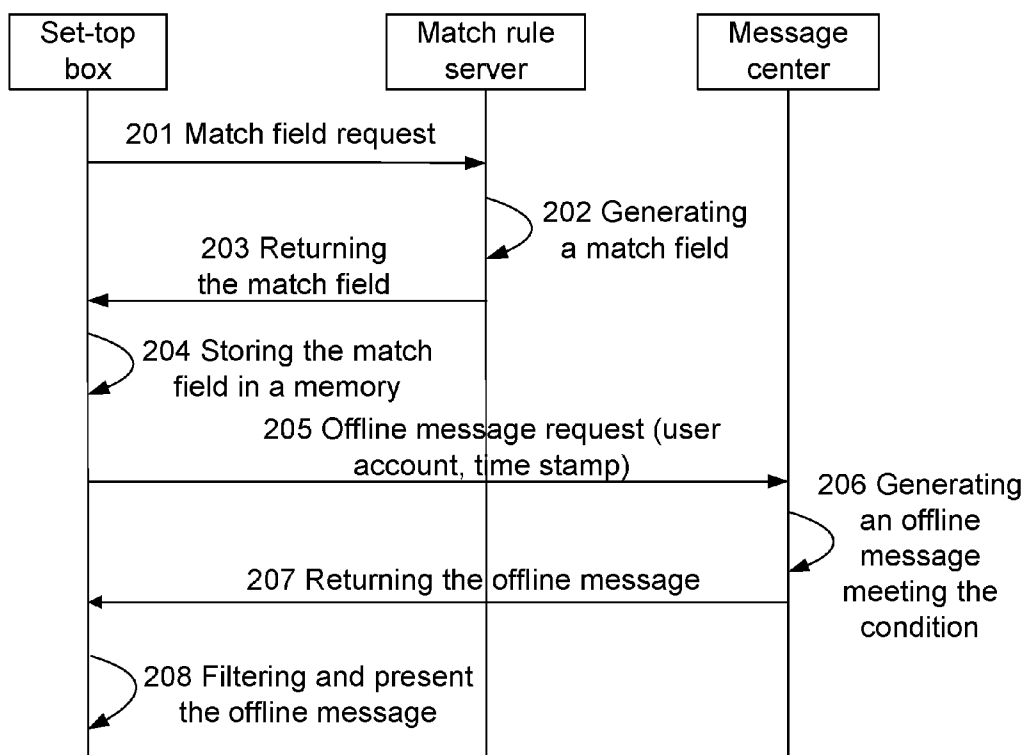 Set-top
box
Match rule
server
Message
center
201 Match field request
202 Generating
a match field
203 Returning
the match field
204 Storing the match
field in a memory
205 Offline message request (user
account, time stamp)
206 Generating
an offline
message
meeting the
condition
207 Returning the offline message
208 Filtering and present
the offline message